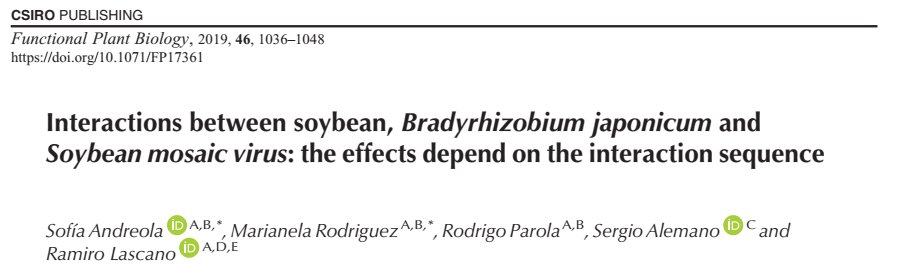 CSIRO PUBLISHING
Functional Plant Biology, 2019, 46, 1036–1048
https://doi.org/10.1071/FP17361
Interactions between soybean, Bradyrhizobium japonicum and
Soybean mosaic virus: the effects depend on the interaction sequence
Sofía Andreola iD A,B,*, Marianela Rodriguez A,B,*, Rodrigo Parola A,B, Sergio Alemano iD C and
Ramiro Lascano iD A,D,E